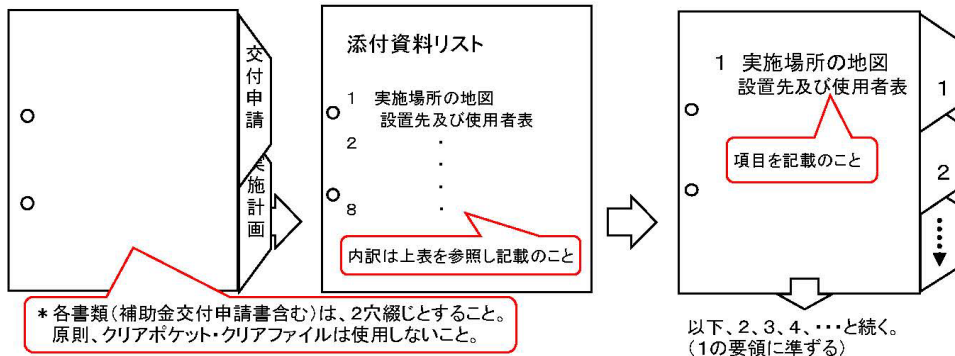 交付申請
実施計画
添付資料リスト
1 実施場所の地図
設置先及び使用者表
2 ・
・
・
8 ・
内訳は上表を参照し記載のこと
1 実施場所の地図
設置先及び使用者表
項目を記載のこと
1
2
*各書類(補助金交付申請書含む)は、2穴綴じとすること。
原則、クリアポケット・クリアファイルは使用しないこと。
以下、2、3、4、・・・と続く。
(1の要領に準ずる)